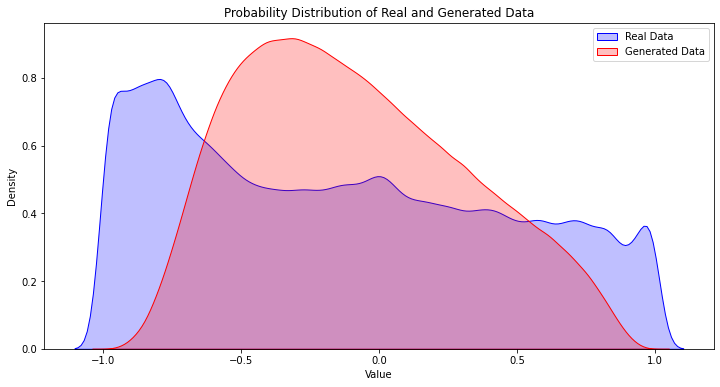 Probability Distribution of Real and Generated Data
Real Data
Generated Data
Density
0.8
0.6
0.4
0.2
0.0
−1.0 −0.5 0.0 0.5 1.0
Value